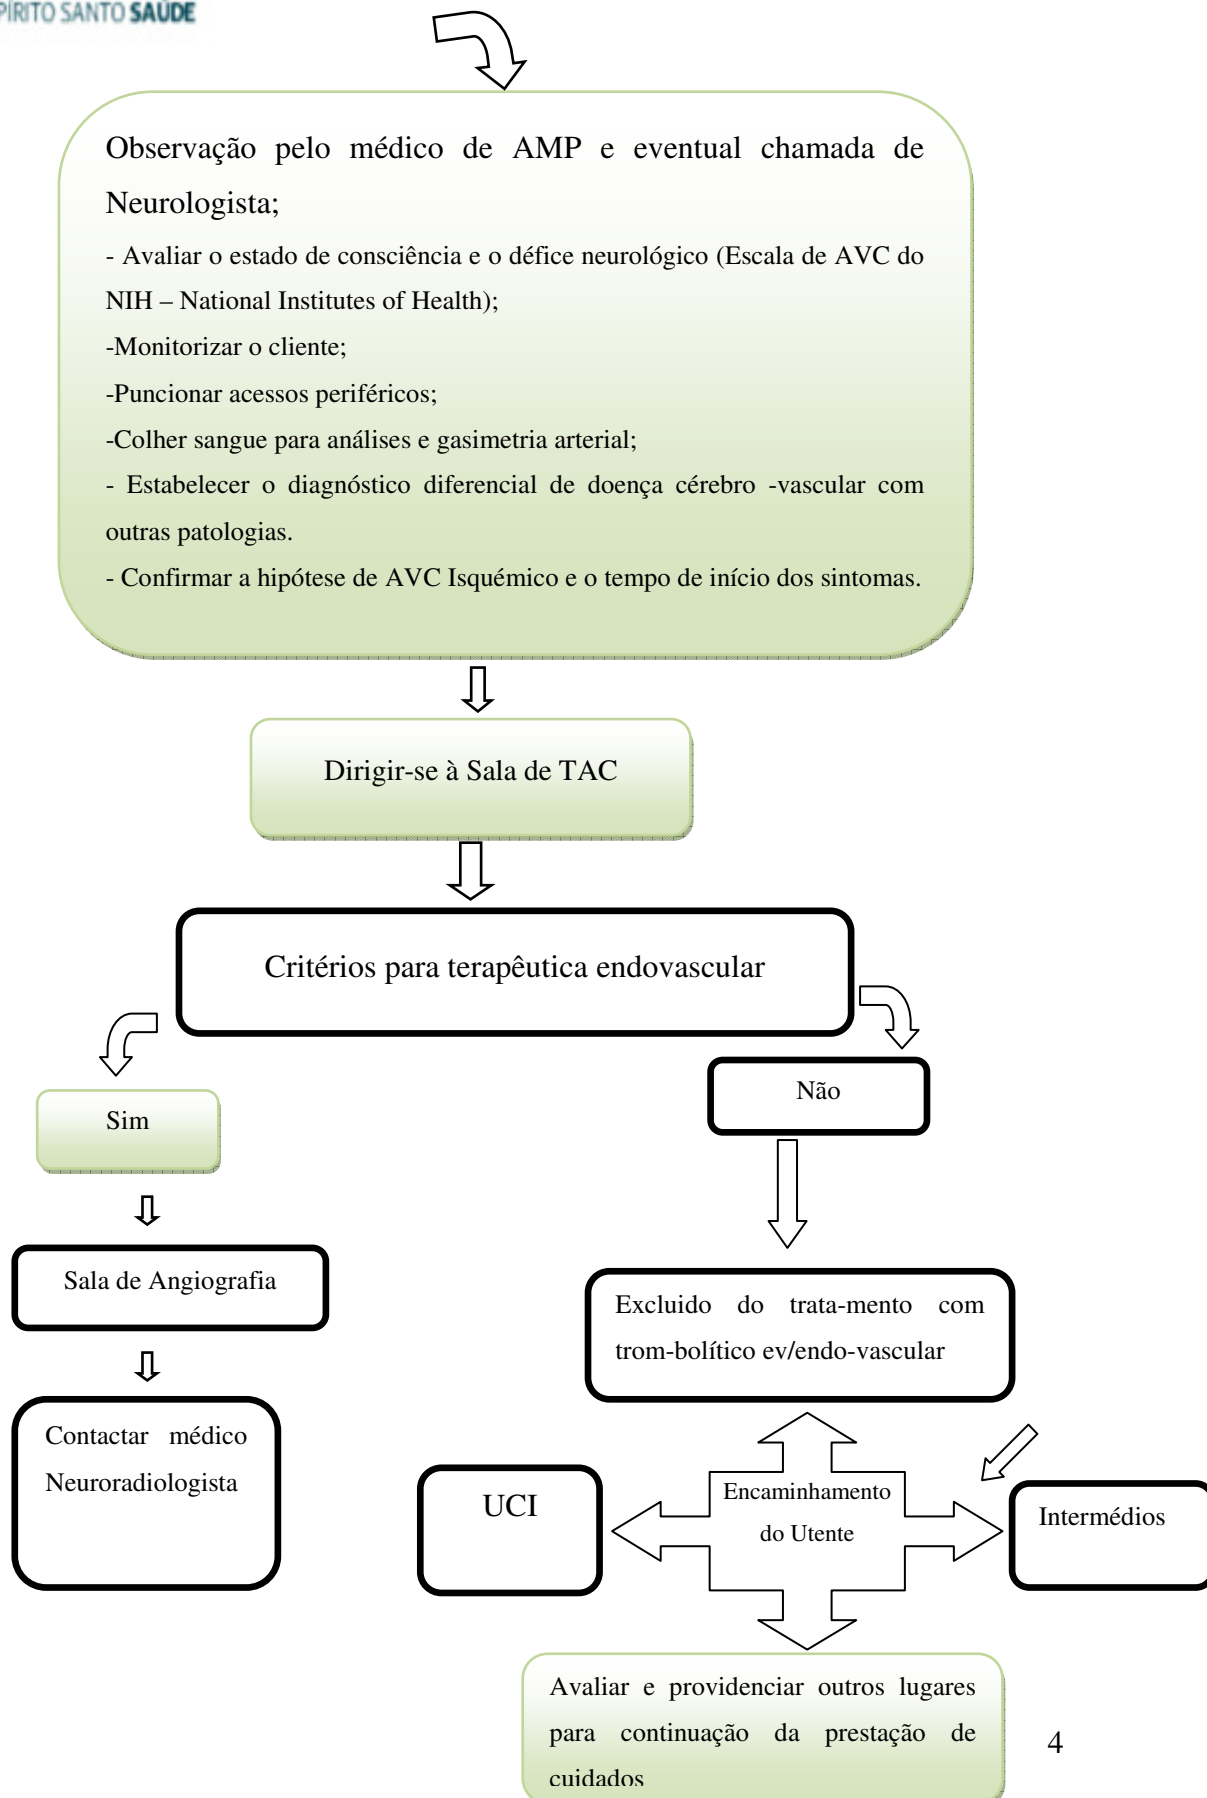 PÍRITO SANTO SAÚDE
Observação pelo médico de AMP e eventual chamada de
Neurologista;
- Avaliar o estado de consciência e o défice neurológico (Escala de AVC do
NIH – National Institutes of Health);
-Monitorizar o cliente;
-Puncionar acessos periféricos;
-Colher sangue para análises e gasimetria arterial;
- Estabelecer o diagnóstico diferencial de doença cérebro -vascular com
outras patologias.
- Confirmar a hipótese de AVC Isquémico e o tempo de início dos sintomas.
Dirigir-se à Sala de TAC
Critérios para terapêutica endovascular
Sim
Não
Sala de Angiografia
Contactar médico
Neuroradiologista
Excluido do trata-mento com
trom-bolítico ev/endo-vascular
UCI
Encaminhamento
do Utente
Intermédios
Avaliar e providenciar outros lugares
para continuação da prestação de
cuidados
4